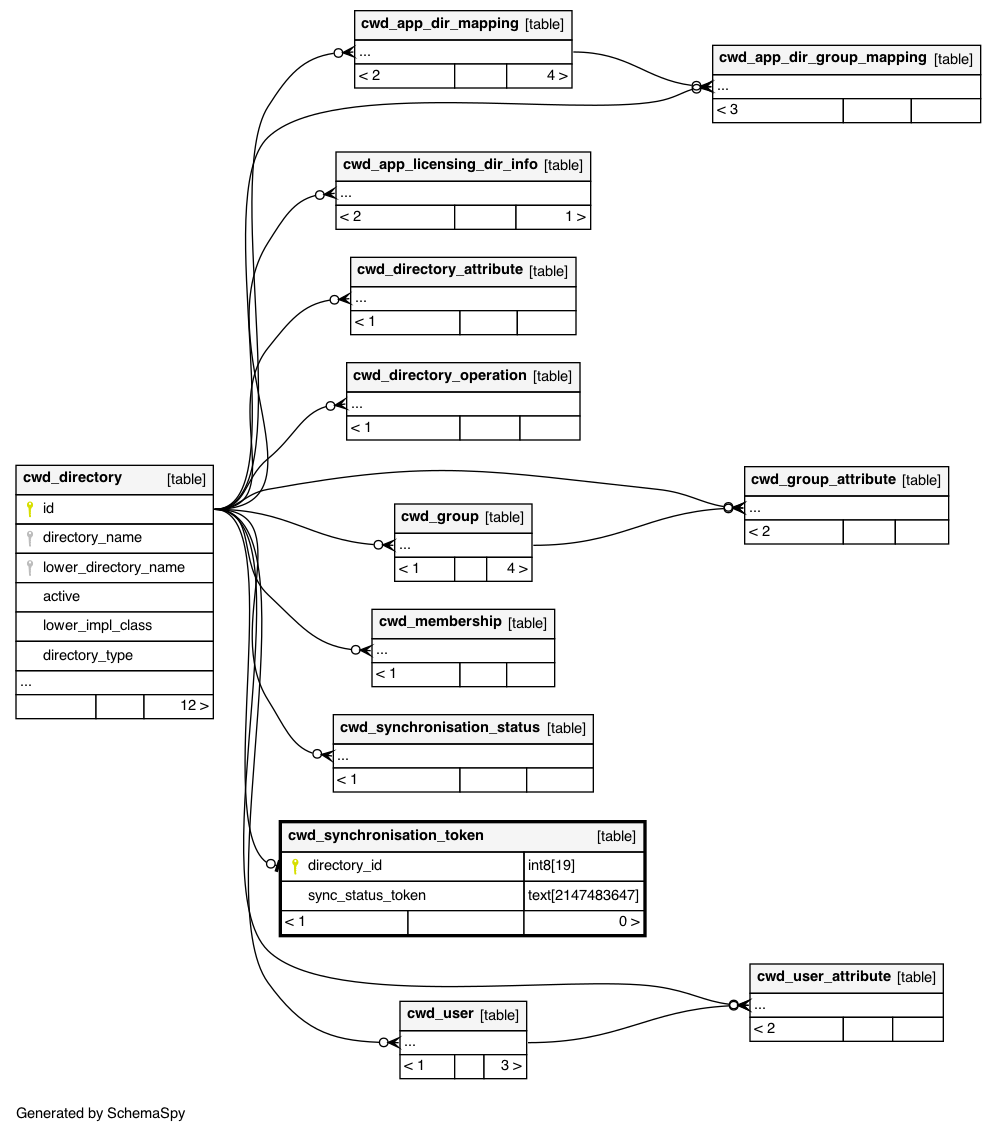 cwd_app_dir_mapping [table]
...
< 2 4 >
cwd_app_dir_group_mapping [table]
...
< 3
cwd_app_licensing_dir_info [table]
...
< 2 1 >
cwd_directory_attribute [table]
...
< 1
cwd_directory_operation [table]
...
< 1
cwd_directory [table]
id
directory_name
lower_directory_name
active
lower_impl_class
directory_type
...
12 >
cwd_group_attribute [table]
...
< 2
cwd_group [table]
...
< 1 4 >
cwd_membership [table]
...
< 1
cwd_synchronisation_status [table]
...
< 1
cwd_synchronisation_token [table]
directory_id int8[19]
sync_status_token text[2147483647]
< 1 0 >
cwd_user_attribute [table]
...
< 2
cwd_user [table]
...
< 1 3 >
Generated by SchemaSpy